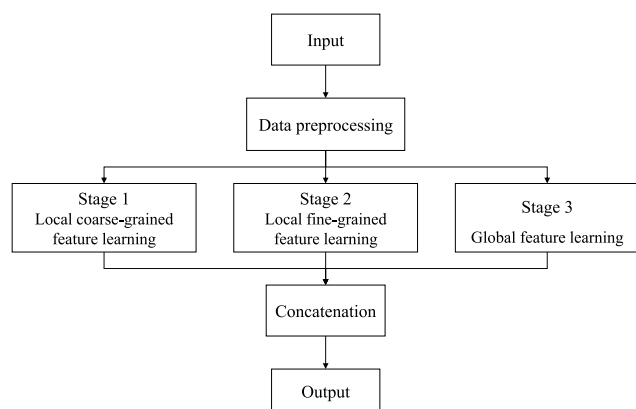 Input
Data preprocessing
Stage 1
Local coarse-grained
feature learning
Stage 2
Local fine-grained
feature learning
Stage 3
Global feature learning
Concatenation
Output